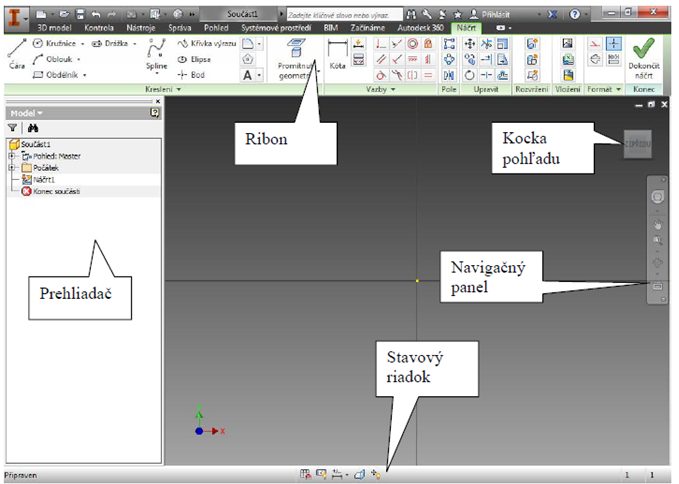 Součást1
Zadejte klíčové slovo nebo výraz.
Přihlásit
3D model Kontrola Nástroje Správa Pohled Systémové prostředí BIM Začínáme Autodesk 360 Náčrt
Čára
Kružnice
Oblouk
Obdélník
Drážka
Spline
Křivka výrazu
Elipsa
Bod
Promítnout geometrii
Kóta
Dokončit
náčrt
Kreslení Vazby Pole Upravit Rozvržení Vložení Formát Konec
Model
Součást1
Pohled: Master
Počátek
Náčrt1
Konec součásti
Ribon
Kocka
pohľadu
Prehliadač
Navigačný
panel
Stavový
riadok
X
Připraven
1 1